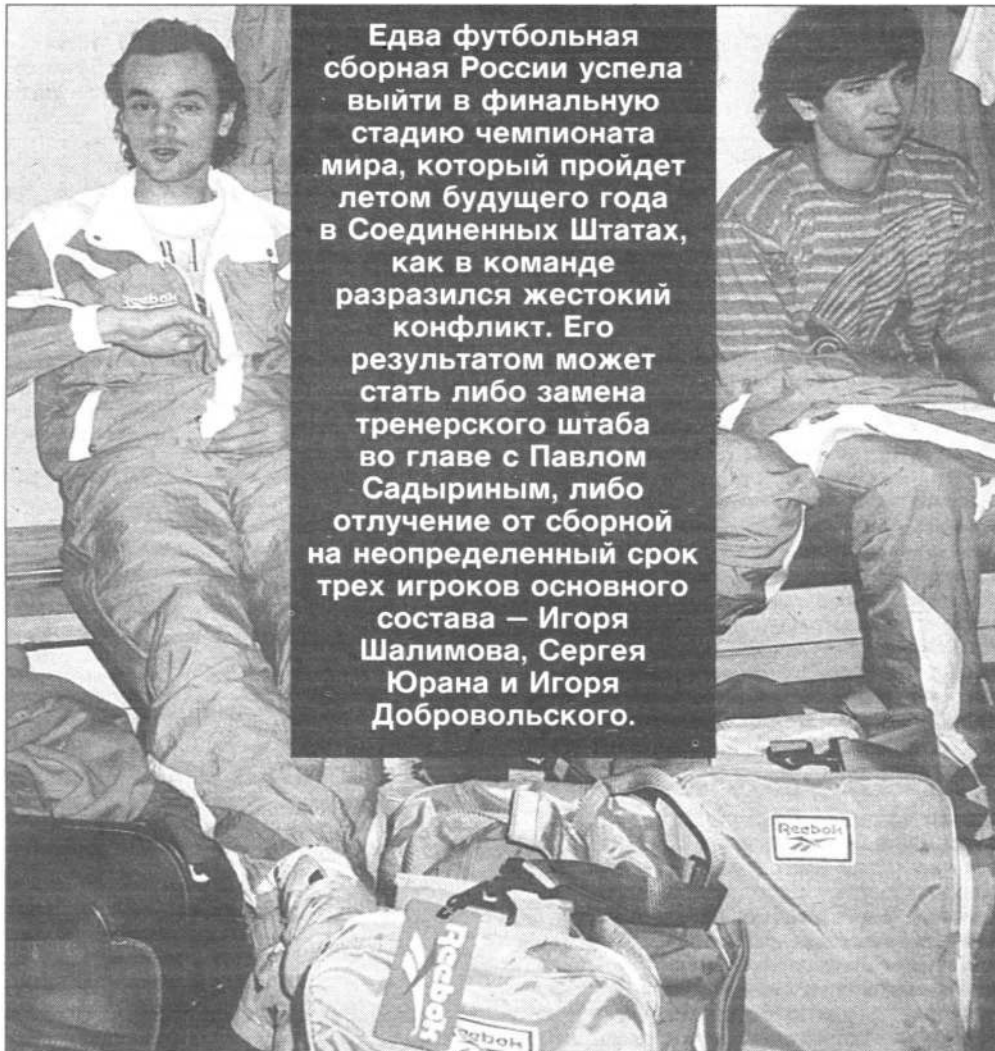 Едва футбольная
сборная России успела
выйти в финальную
стадию чемпионата
мира, который пройдет
летом будущего года
в Соединенных Штатах,
как в команде
разразился жестокий
конфликт. Его
результатом может
стать либо замена
тренерского штаба
во главе с Павлом
Садыриным, либо
отлучение от сборной
на неопределенный срок
трех игроков основного
состава — Игоря
Шалимова, Сергея
Юрана и Игоря
Добровольского.
Reebok
Reebok
Reebok
Reebok